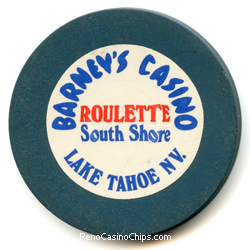 BARNEY'S CASINO
ROULETTE
South Shore
LAKE TAHOE NV.
RenoCasinoChips.com